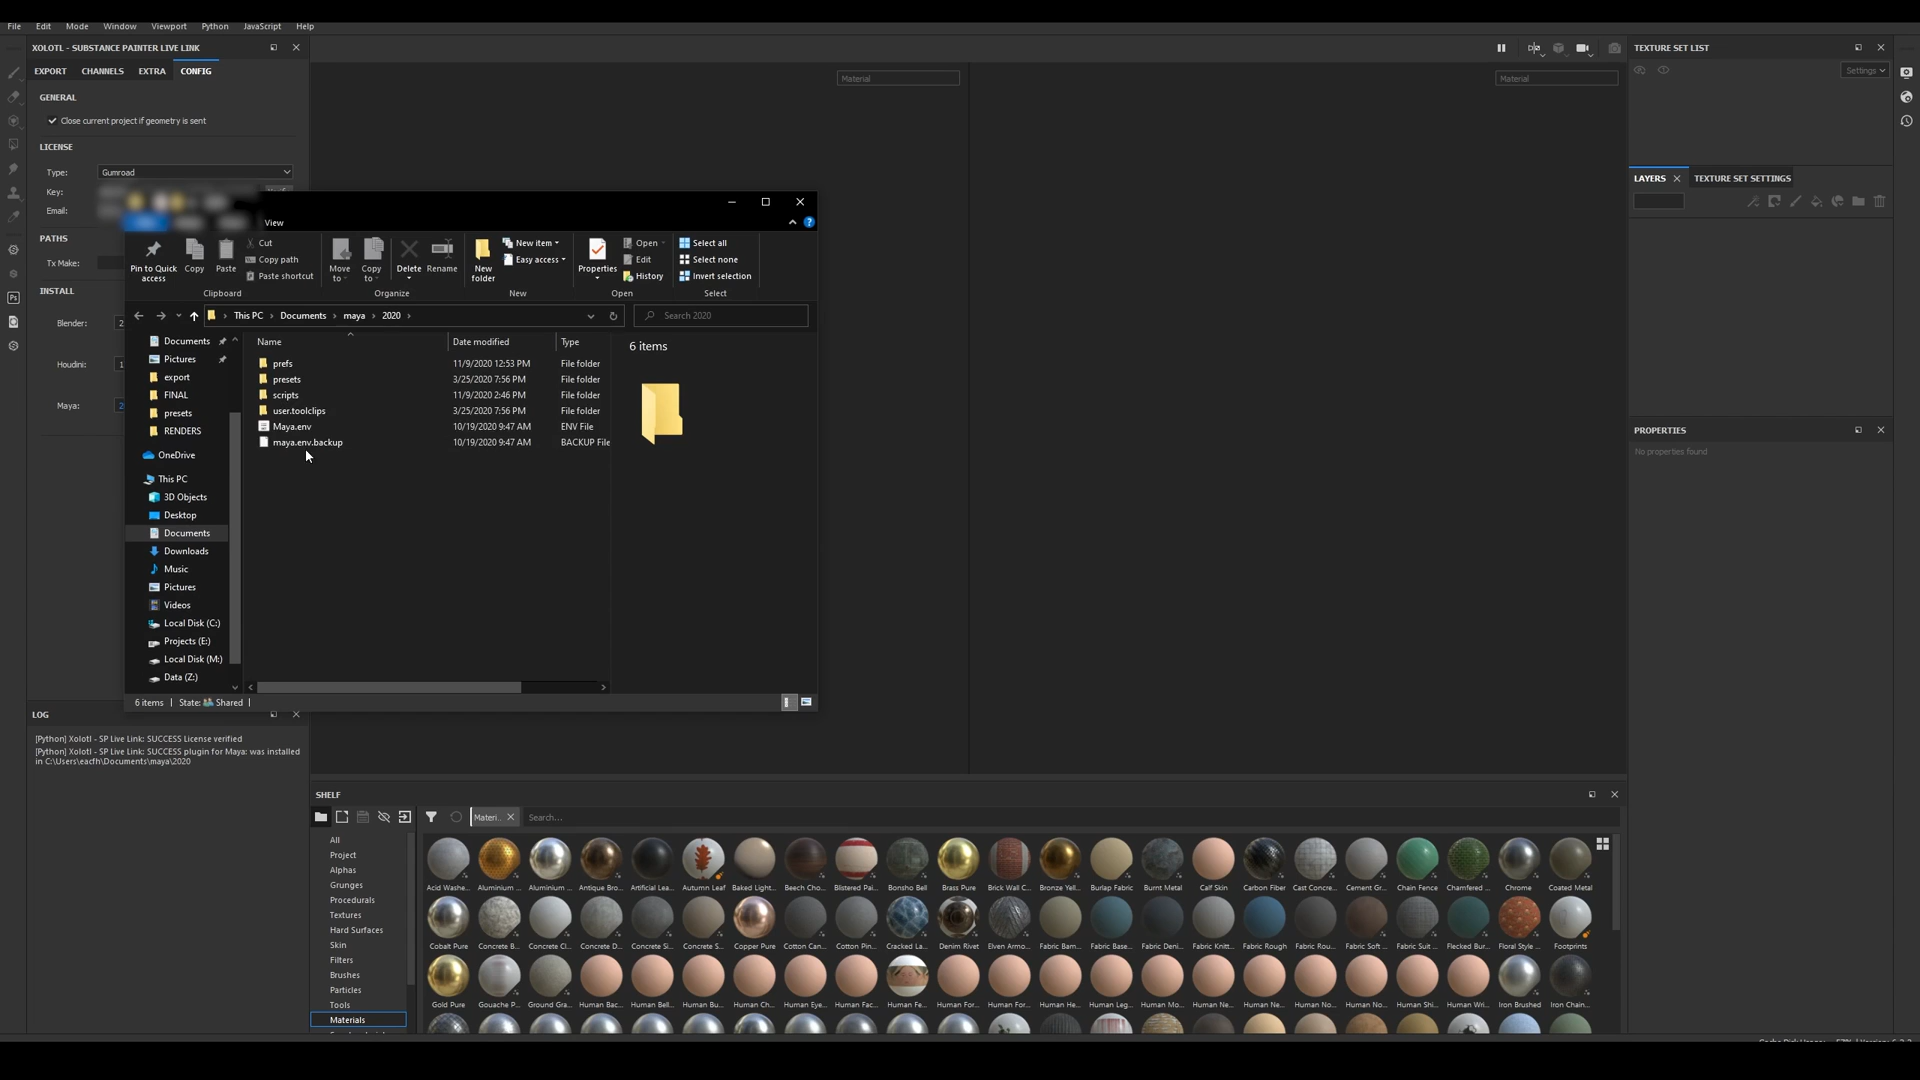 File Edit Mode Window Viewport Python JavaScript Help
XOLOTL - SUBSTANCE PAINTER LIVE LINK
EXPORT CHANNELS EXTRA CONFIG
GENERAL
Close current project if geometry is sent
LICENSE
Type: Gumroad
Key:
Email:
PATHS
Tx Make:
INSTALL
Blender: 2
Houdini: 1
Maya: 2
View
Pin to Quick access
Copy
Paste
Cut
Copy path
Paste shortcut
Clipboard
Move to
Copy to
Delete
Rename
Organize
New folder
New item
Easy access
New
Properties
Open
Edit
History
Open
Select all
Select none
Invert selection
Select
This PC > Documents > maya > 2020 >
Search 2020
Documents
Pictures
export
FINAL
presets
RENDERS
OneDrive
This PC
3D Objects
Desktop
Documents
Downloads
Music
Pictures
Videos
Local Disk (C:)
Projects (E:)
Local Disk (M:)
Data (Z:)
Name Date modified Type
prefs 11/9/2020 12:53 PM File folder
presets 3/25/2020 7:56 PM File folder
scripts 11/9/2020 2:46 PM File folder
user.toolclips 3/25/2020 7:56 PM File folder
Maya.env 10/19/2020 9:47 AM ENV File
maya.env.backup 10/19/2020 9:47 AM BACKUP File
6 items
6 items State: Shared
Material
Material
TEXTURE SET LIST
Settings
LAYERS TEXTURE SET SETTINGS
PROPERTIES
No properties found
LOG
[Python] Xolotl - SP Live Link: SUCCESS License verified
[Python] Xolotl - SP Live Link: SUCCESS plugin for Maya: was installed
in C:\Users\eacfh\Documents\maya\2020
SHELF
Materi... Search...
All
Project
Alphas
Grunges
Procedurals
Textures
Hard Surfaces
Skin
Filters
Brushes
Particles
Tools
Materials
Acid Washe... Aluminium ... Aluminium ... Antique Bro... Artificial Lea... Autumn Leaf Baked Light... Beech Cho... Blistered Pai... Bonsho Bell Brass Pure Brick Wall C... Bronze Yell... Burlap Fabric Burnt Metal Calf Skin Carbon Fiber Cast Concre... Cement Gr... Chain Fence Chamfered ... Chrome Coated Metal
Cobalt Pure Concrete B... Concrete Cl... Concrete D... Concrete Si... Concrete S... Copper Pure Cotton Can... Cotton Pin... Cracked La... Denim Rivet Elven Armo... Fabric Bam... Fabric Base... Fabric Deni... Fabric Knitt... Fabric Rough Fabric Rou... Fabric Soft ... Fabric Suit ... Flecked Bur... Floral Style ... Footprints
Gold Pure Gouache P... Ground Gra... Human Bac... Human Bell... Human Bu... Human Ch... Human Eye... Human Fac... Human Fe... Human For... Human For... Human He... Human Leg... Human Mo... Human Ne... Human Ne... Human No... Human No... Human Shi... Human Wri... Iron Brushed Iron Chain...